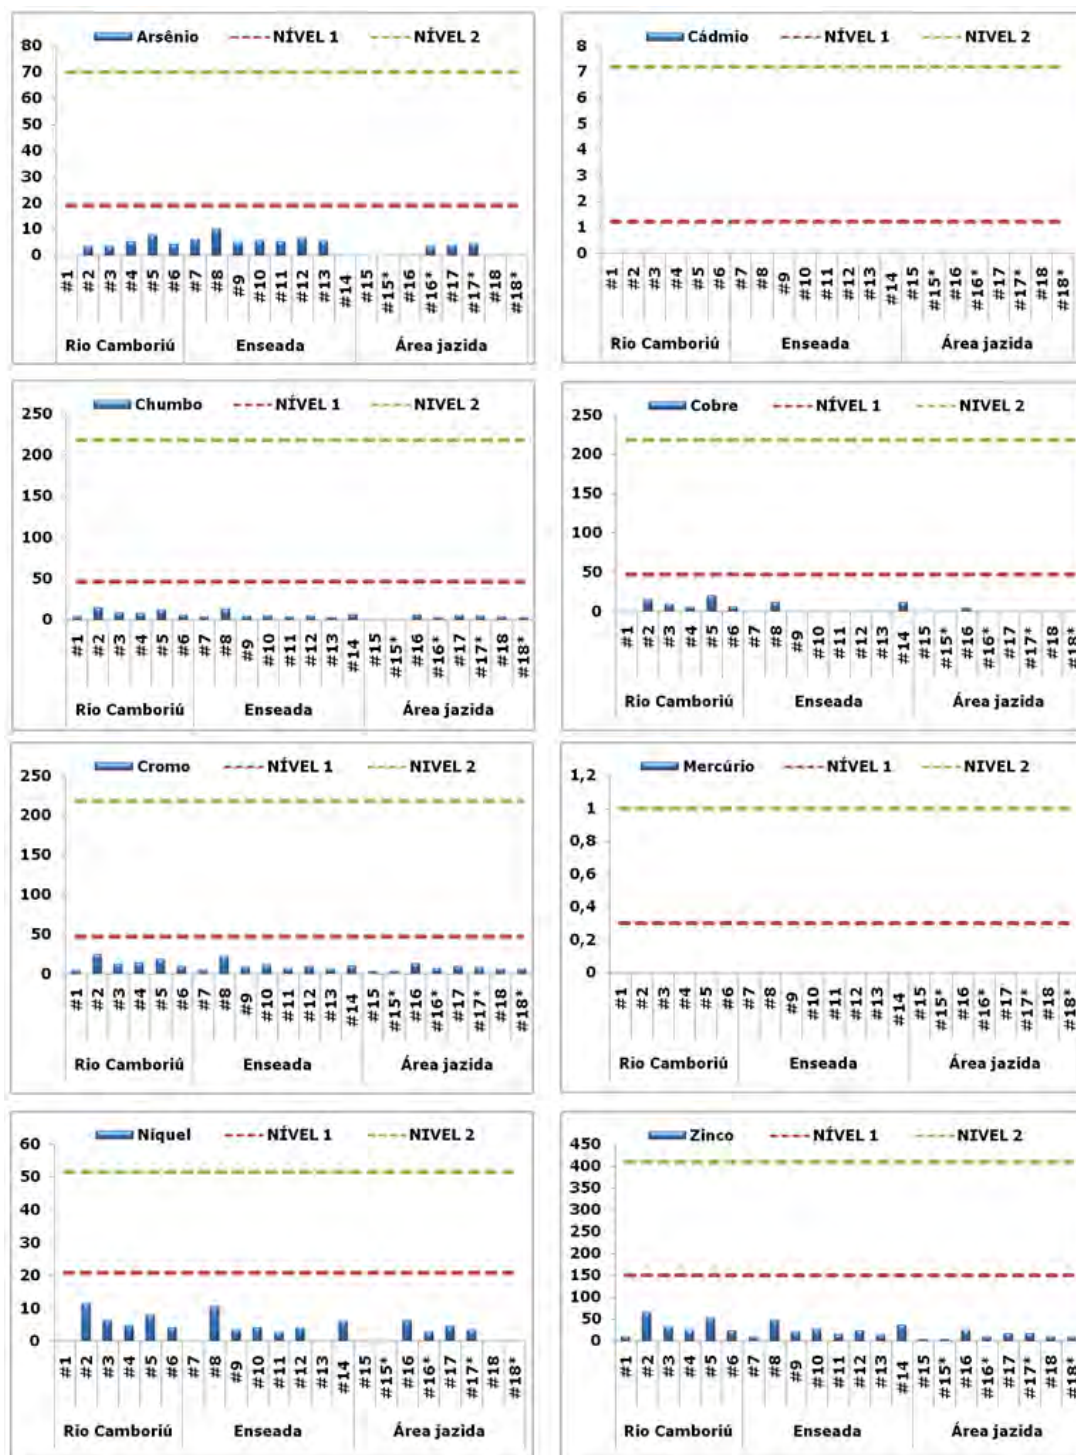 Arsênio NÍVEL 1 NÍVEL 2
80
70
60
50
40
30
20
10
0
#1 #2 #3 #4 #5 #6 #7 #8 #9 #10 #11 #12 #13 #14 #15 #15* #16 #16* #17 #17* #18 #18*
Rio Camboriú Enseada Área jazida
Cádmio NÍVEL 1 NÍVEL 2
8
7
6
5
4
3
2
1
0
#1 #2 #3 #4 #5 #6 #7 #8 #9 #10 #11 #12 #13 #14 #15 #15* #16 #16* #17 #17* #18 #18*
Rio Camboriú Enseada Área jazida
Chumbo NÍVEL 1 NIVEL 2
250
200
150
100
50
0
#1 #2 #3 #4 #5 #6 #7 #8 #9 #10 #11 #12 #13 #14 #15 #15* #16 #16* #17 #17* #18 #18*
Rio Camboriú Enseada Área jazida
Cobre NÍVEL 1 NIVEL 2
250
200
150
100
50
0
#1 #2 #3 #4 #5 #6 #7 #8 #9 #10 #11 #12 #13 #14 #15 #15* #16 #16* #17 #17* #18 #18*
Rio Camboriú Enseada Área jazida
Cromo NÍVEL 1 NIVEL 2
250
200
150
100
50
0
#1 #2 #3 #4 #5 #6 #7 #8 #9 #10 #11 #12 #13 #14 #15 #15* #16 #16* #17 #17* #18 #18*
Rio Camboriú Enseada Área jazida
Mercúrio NÍVEL 1 NIVEL 2
1,2
1
0,8
0,6
0,4
0,2
0
#1 #2 #3 #4 #5 #6 #7 #8 #9 #10 #11 #12 #13 #14 #15 #15* #16 #16* #17 #17* #18 #18*
Rio Camboriú Enseada Área jazida
Níquel NÍVEL 1 NIVEL 2
60
50
40
30
20
10
0
#1 #2 #3 #4 #5 #6 #7 #8 #9 #10 #11 #12 #13 #14 #15 #15* #16 #16* #17 #17* #18 #18*
Rio Camboriú Enseada Área jazida
Zinco NÍVEL 1 NIVEL 2
450
400
350
300
250
200
150
100
50
0
#1 #2 #3 #4 #5 #6 #7 #8 #9 #10 #11 #12 #13 #14 #15 #15* #16 #16* #17 #17* #18 #18*
Rio Camboriú Enseada Área jazida